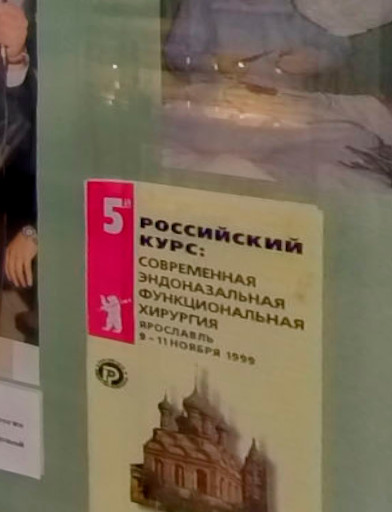 5й
РОССИЙСКИЙ
КУРС:
СОВРЕМЕННАЯ
ЭНДОНАЗАЛЬНАЯ
ФУНКЦИОНАЛЬНАЯ
ХИРУРГИЯ
ЯРОСЛАВЛЬ
9 - 11 НОЯБРЯ 1999